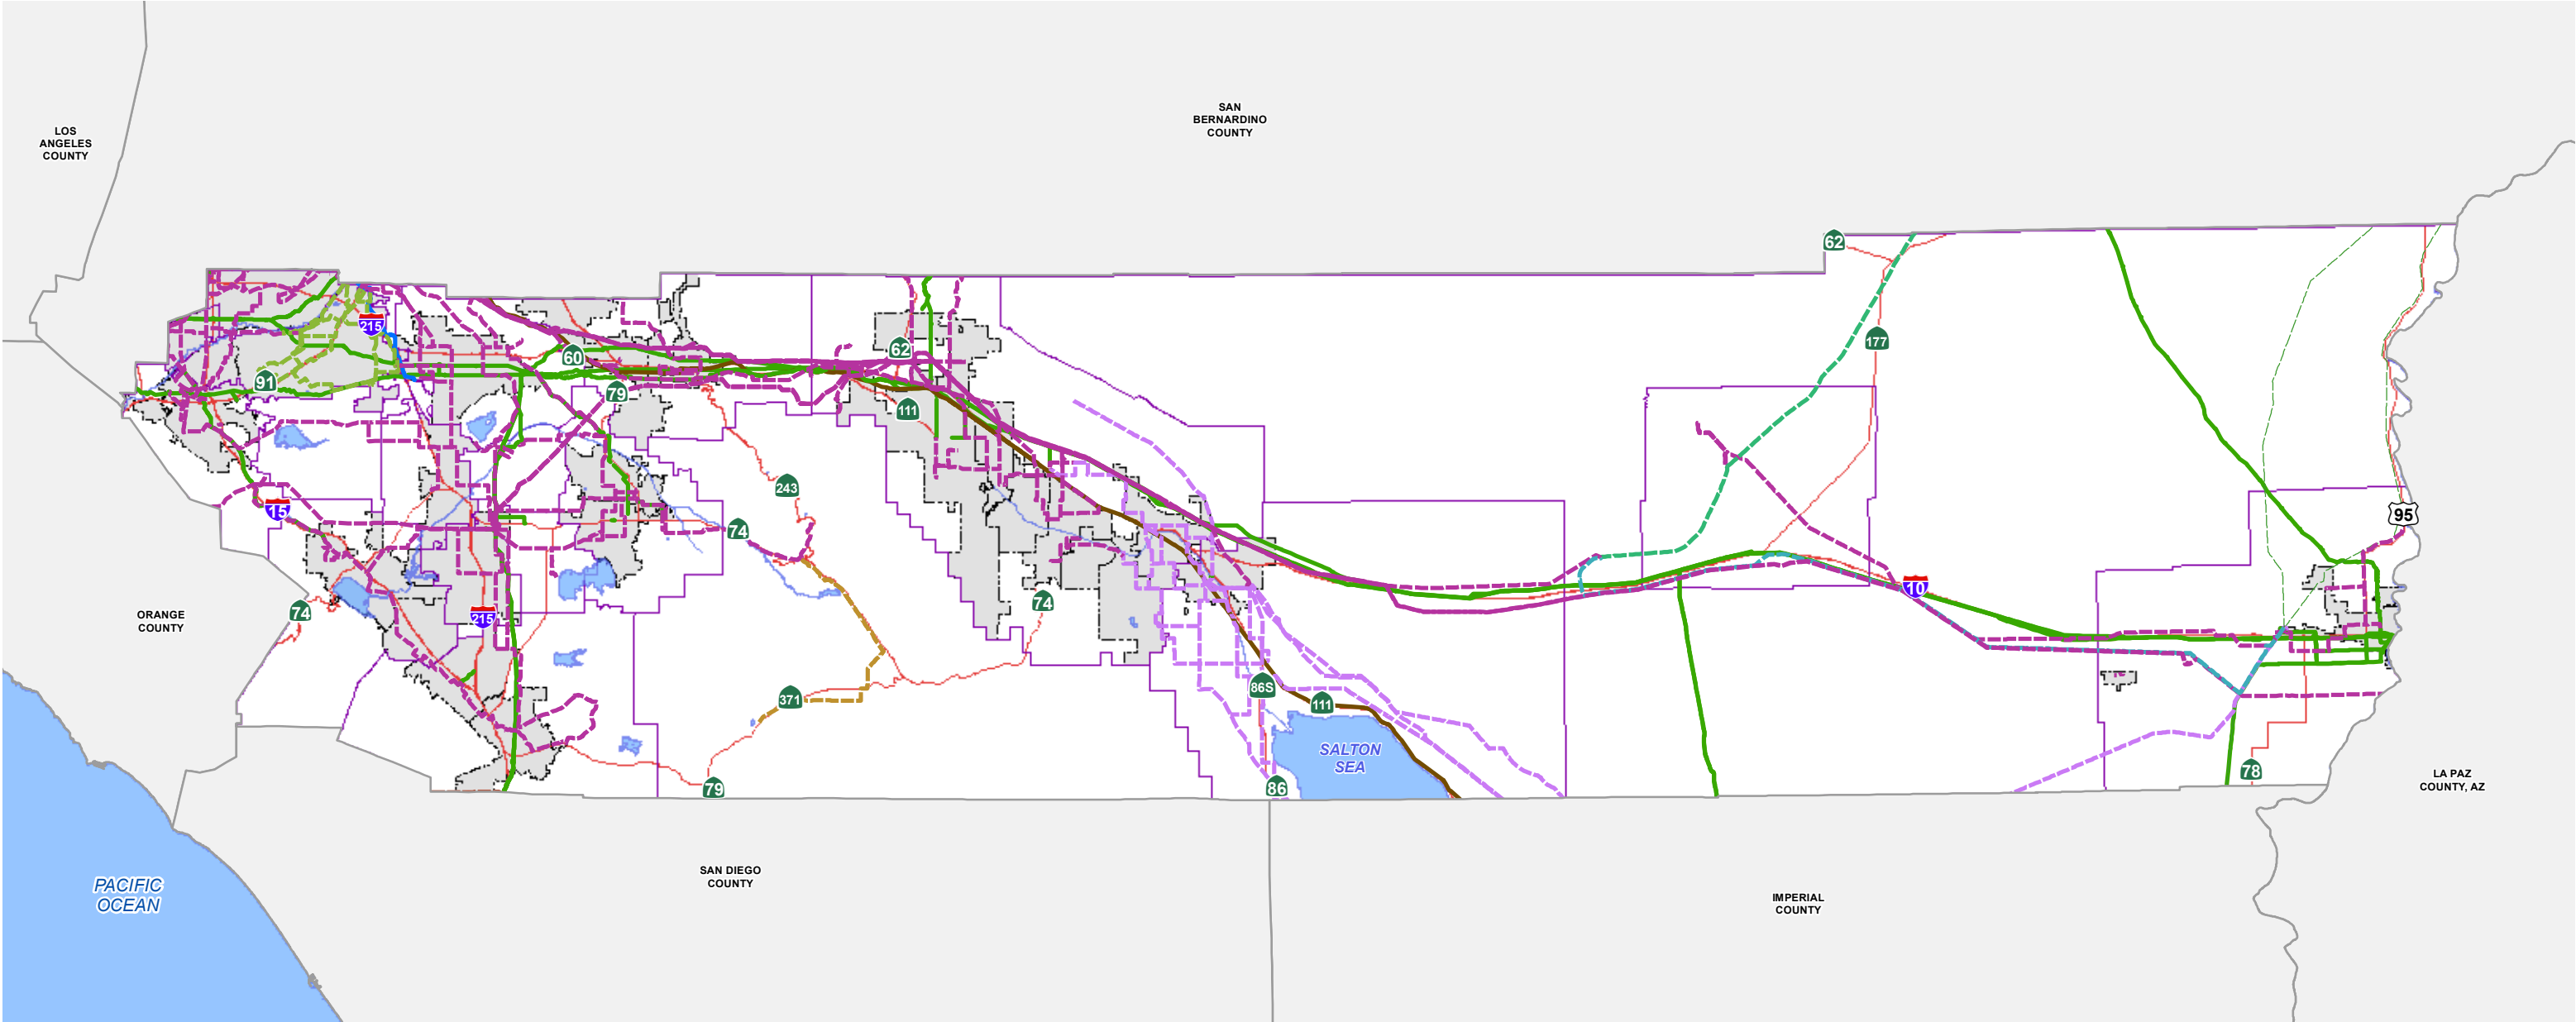 SAN
BERNARDINO
COUNTY
LOS
ANGELES
COUNTY
62
215
177
62
60
91
79
111
243
95
15
74
10
74
74
215
ORANGE
COUNTY
86S
371
111
SALTON
SEA
78
79
86
LA PAZ
COUNTY, AZ
SAN DIEGO
COUNTY
PACIFIC
OCEAN
IMPERIAL
COUNTY